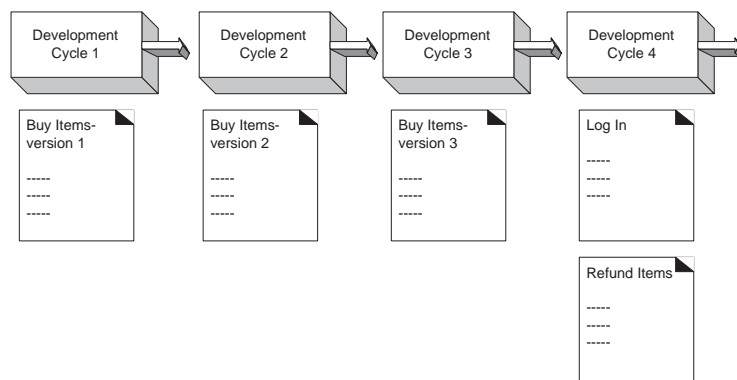 Development
Cycle 1
Development
Cycle 2
Development
Cycle 3
Development
Cycle 4
Buy Items-
version 1
-----
-----
-----
Buy Items-
version 2
-----
-----
-----
Buy Items-
version 3
-----
-----
-----
Log In
-----
-----
-----
Refund Items
-----
-----
-----